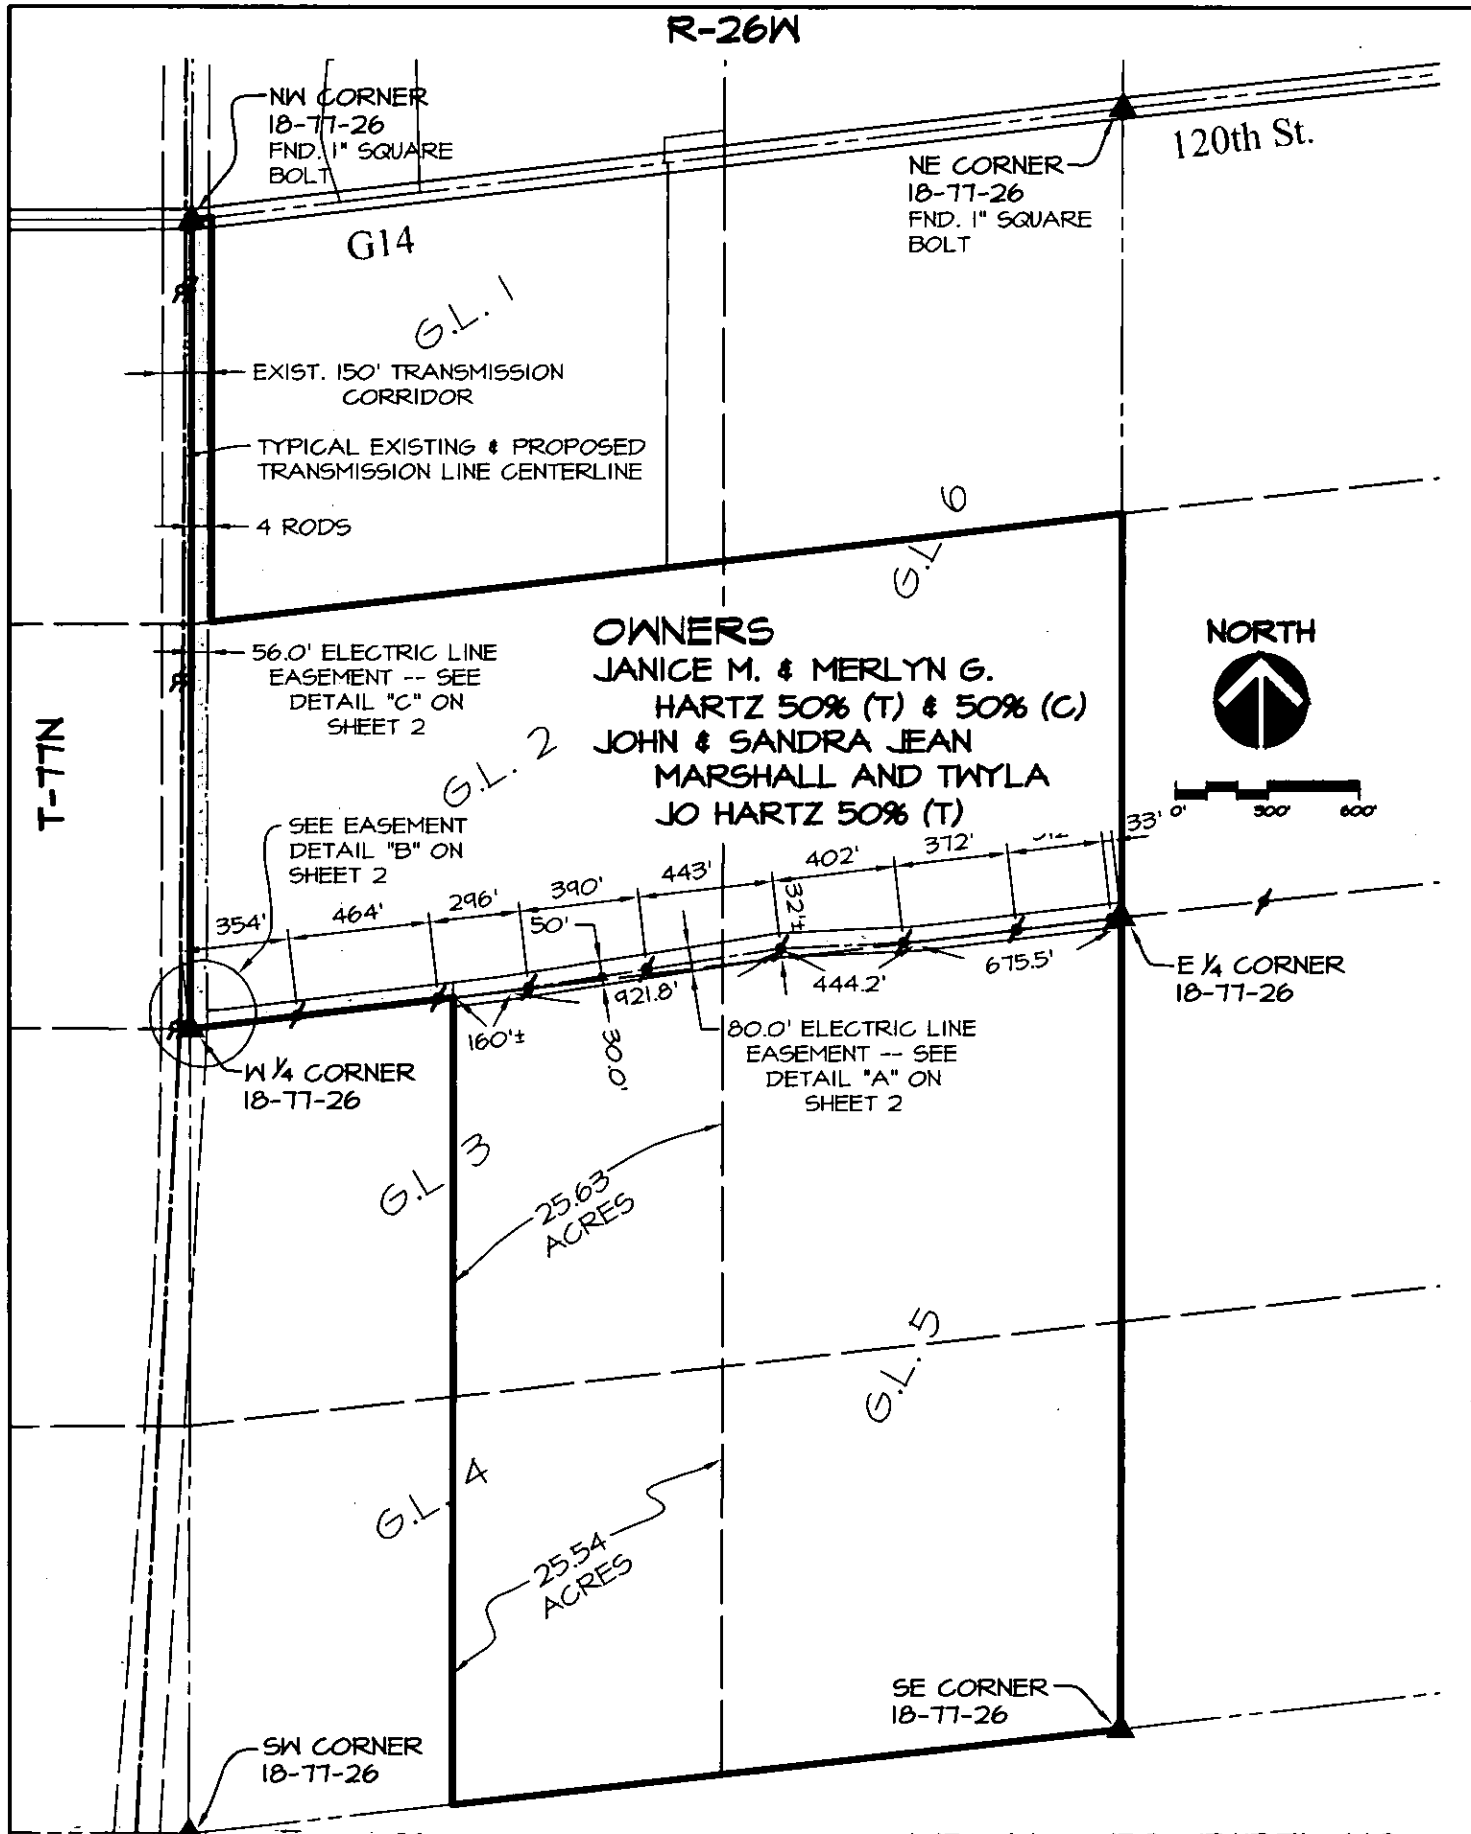 R-26W
NW CORNER
18-77-26
FND. 1" SQUARE
BOLT
NE CORNER
18-77-26
FND. 1" SQUARE
BOLT
120th St.
G14
G.L. 1
EXIST. 150' TRANSMISSION
CORRIDOR
TYPICAL EXISTING & PROPOSED
TRANSMISSION LINE CENTERLINE
4 RODS
G.L. 6
56.0' ELECTRIC LINE
EASEMENT -- SEE
DETAIL "C" ON
SHEET 2
OWNERS
JANICE M. & MERLYN G.
HARTZ 50% (T) & 50% (C)
JOHN & SANDRA JEAN
MARSHALL AND TWYLA
JO HARTZ 50% (T)
NORTH
0' 300' 600'
T-77N
G.L. 2
SEE EASEMENT
DETAIL "B" ON
SHEET 2
354'
464'
296'
390'
443'
402'
372'
33'
50'
32'±
160'±
921.8'
30.0'
444.2'
675.5'
80.0' ELECTRIC LINE
EASEMENT -- SEE
DETAIL "A" ON
SHEET 2
W 1/4 CORNER
18-77-26
E 1/4 CORNER
18-77-26
G.L. 3
25.63
ACRES
G.L. 5
G.L. 4
25.54
ACRES
SE CORNER
18-77-26
SW CORNER
18-77-26